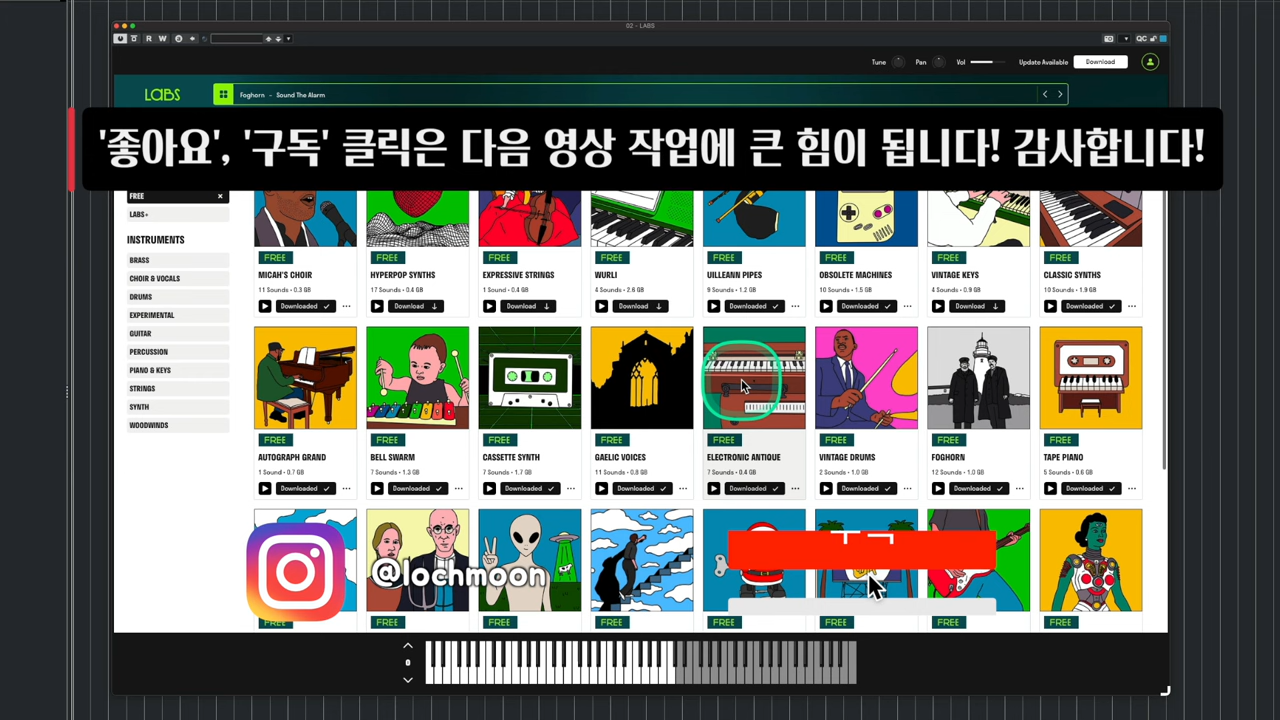 02 - LABS
R W
QC
Tune Pan Vol Update Available Download
LABS
Foghorn - Sound The Alarm
'좋아요', '구독' 클릭은 다음 영상 작업에 큰 힘이 됩니다! 감사합니다!
FREE ×
LABS+
INSTRUMENTS
BRASS
CHOIR & VOCALS
DRUMS
EXPERIMENTAL
GUITAR
PERCUSSION
PIANO & KEYS
STRINGS
SYNTH
WOODWINDS
FREE FREE FREE FREE FREE FREE FREE FREE
MICAH'S CHOIR HYPERPOP SYNTHS EXPRESSIVE STRINGS WURLI UILLEANN PIPES OBSOLETE MACHINES VINTAGE KEYS CLASSIC SYNTHS
11 Sounds • 0.3 GB 17 Sounds • 0.4 GB 1 Sound • 0.4 GB 4 Sounds • 2.6 GB 9 Sounds • 1.2 GB 10 Sounds • 1.5 GB 4 Sounds • 0.9 GB 10 Sounds • 1.9 GB
Downloaded Download Download Download Downloaded Downloaded Download Downloaded
FREE FREE FREE FREE FREE FREE FREE FREE
AUTOGRAPH GRAND BELL SWARM CASSETTE SYNTH GAELIC VOICES ELECTRONIC ANTIQUE VINTAGE DRUMS FOGHORN TAPE PIANO
1 Sound • 0.7 GB 7 Sounds • 1.3 GB 7 Sounds • 1.7 GB 11 Sounds • 0.8 GB 7 Sounds • 0.4 GB 2 Sounds • 1.0 GB 12 Sounds • 1.0 GB 5 Sounds • 0.6 GB
Downloaded Downloaded Downloaded Downloaded Downloaded Downloaded Downloaded Downloaded
@lochmoon
FREE FREE FREE FREE FREE FREE FREE FREE
0